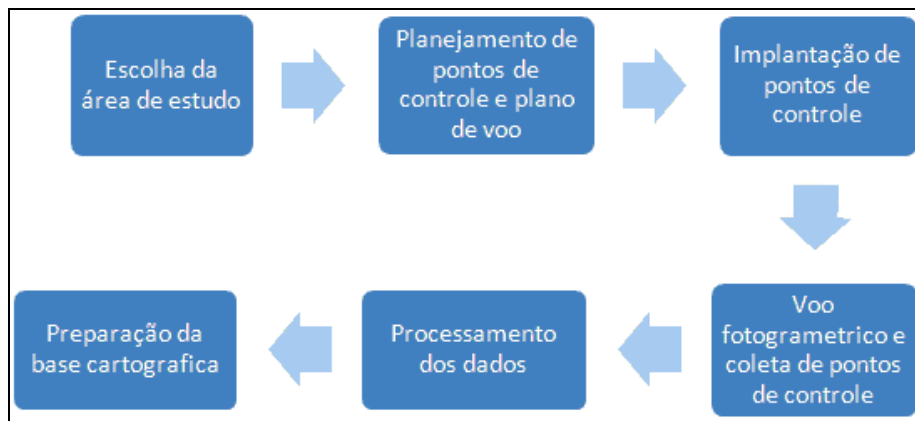 Escolha da
área de estudo
Planejamento de
pontos de
controle e plano
de voo
Implantação de
pontos de
controle
Voo
fotogrametrico e
coleta de pontos
de controle
Processamento
dos dados
Preparação da
base cartografica